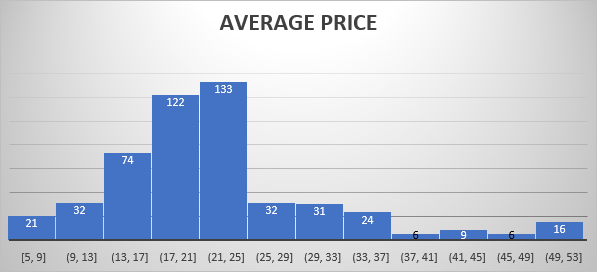 AVERAGE PRICE
21 32 74 122 133 32 31 24 6 9 6 16
[5, 9] (9, 13] (13, 17] (17, 21] (21, 25] (25, 29] (29, 33] (33, 37] (37, 41] (41, 45] (45, 49] (49, 53]